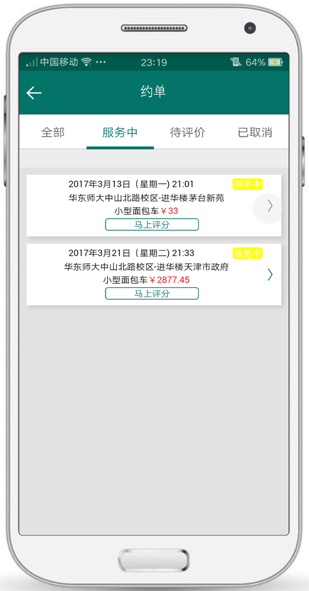 中国移动 23:19 64%
约单
全部 服务中 待评价 已取消
2017年3月13日 (星期一) 21:01 服务中
华东师大中山北路校区-进华楼茅台新苑
小型面包车￥33
马上评分
2017年3月21日 (星期二) 21:33 服务中
华东师大中山北路校区-进华楼天津市政府
小型面包车￥2877.45
马上评分